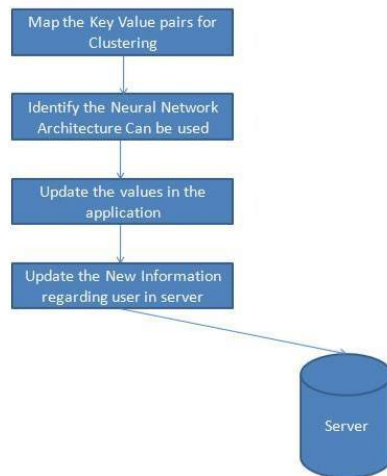 Map the Key Value pairs for
Clustering
Identify the Neural Network
Architecture Can be used
Update the values in the
application
Update the New Information
regarding user in server
Server